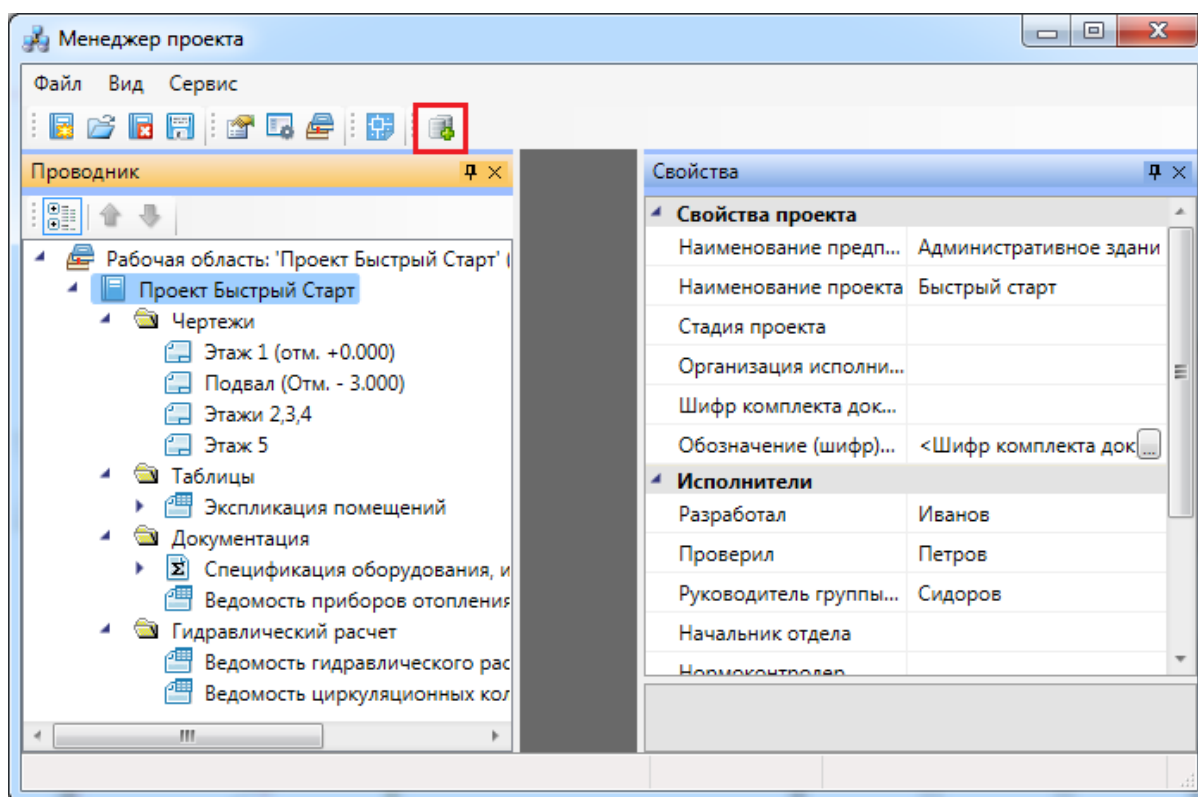 Менеджер проекта
Файл Вид Сервис
Проводник
Рабочая область: 'Проект Быстрый Старт' (
Проект Быстрый Старт
Чертежи
Этаж 1 (отм. +0.000)
Подвал (Отм. - 3.000)
Этажи 2,3,4
Этаж 5
Таблицы
Экспликация помещений
Документация
Спецификация оборудования, и
Ведомость приборов отопления
Гидравлический расчет
Ведомость гидравлического рас
Ведомость циркуляционных кол
Свойства
Свойства проекта
Наименование предп... Административное здани
Наименование проекта Быстрый старт
Стадия проекта
Организация исполни...
Шифр комплекта док...
Обозначение (шифр)... <Шифр комплекта док ...
Исполнители
Разработал Иванов
Проверил Петров
Руководитель группы... Сидоров
Начальник отдела
Нормоконтролер